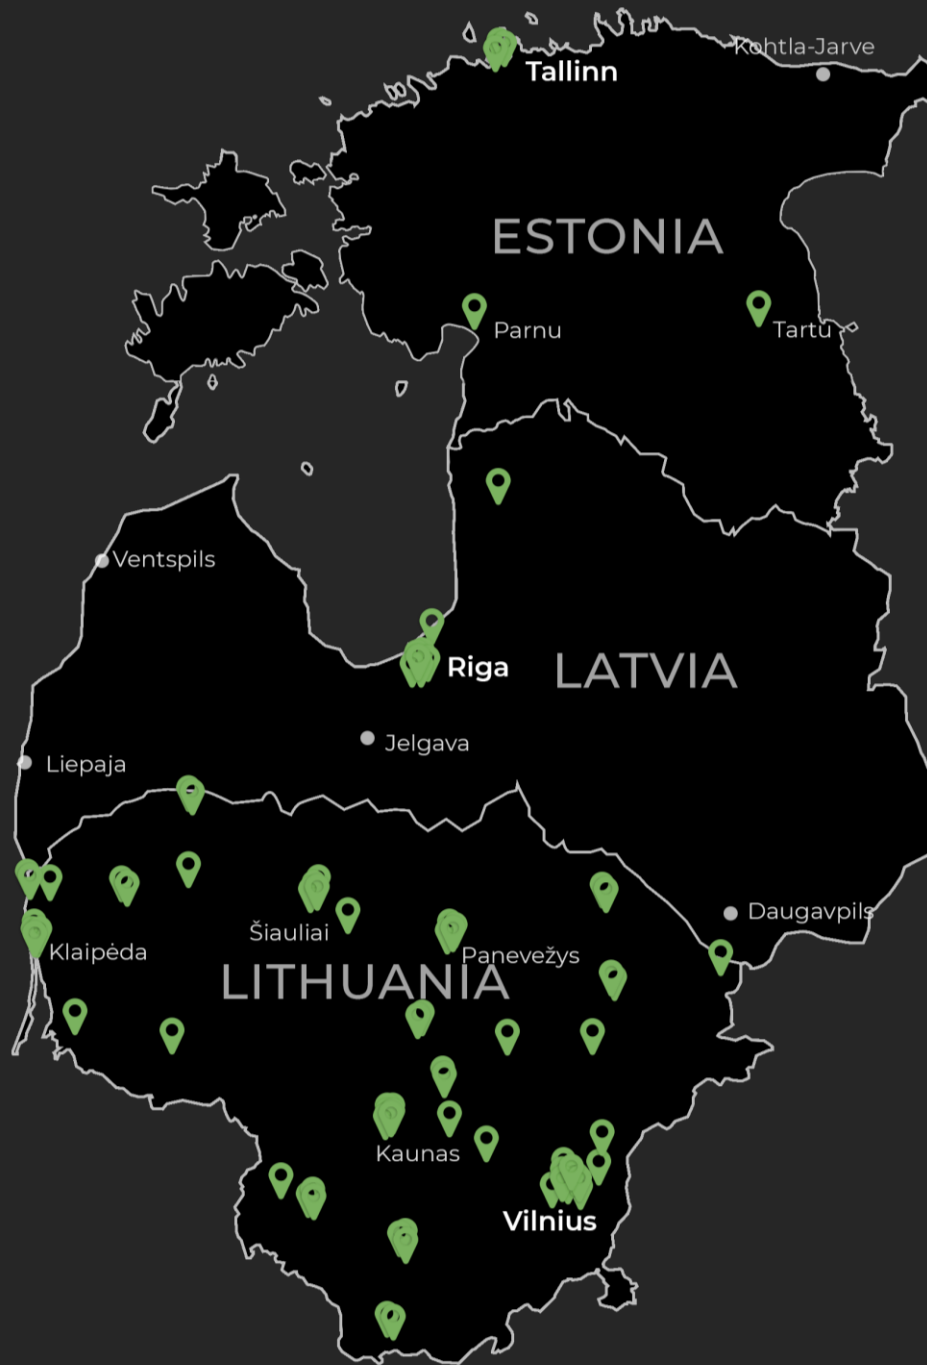 Kohtla-Jarve
Tallinn
ESTONIA
Parnu
Tartu
Ventspils
Riga
LATVIA
Jelgava
Liepaja
Daugavpils
Šiauliai
Klaipėda
Panevežys
LITHUANIA
Kaunas
Vilnius